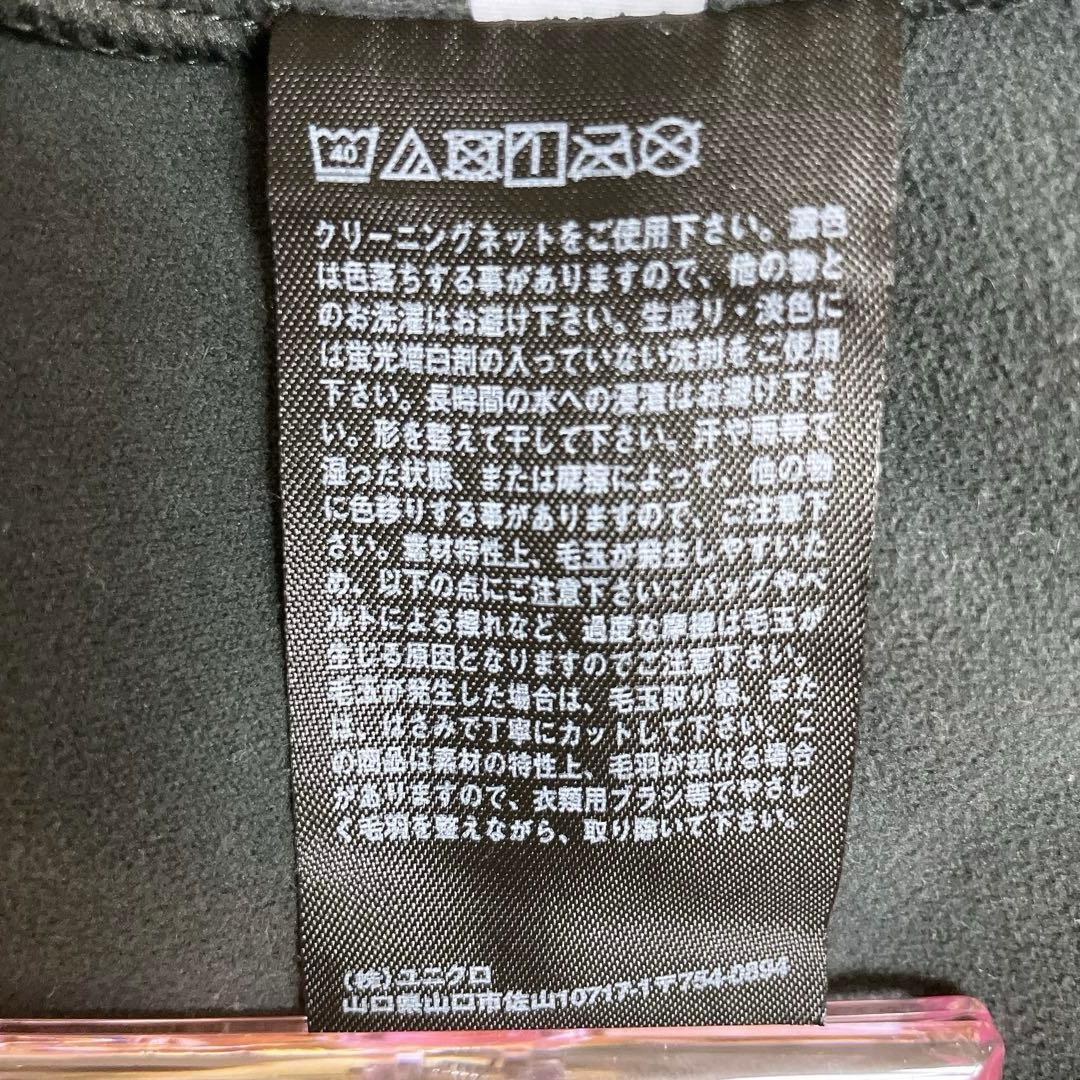 40
クリーニングネットをご使用下さい。濃色
は色落ちする事がありますので、他の物と
のお洗濯はお避け下さい。生成り・淡色に
は蛍光増白剤の入っていない洗剤をご使用
下さい。長時間の水への浸漬はお避け下さ
い。形を整えて干して下さい。汗や雨等で
湿った状態、または摩擦によって、他の物
に色移りする事がありますので、ご注意下
さい。素材特性上、毛玉が発生しやすいた
め、以下の点にご注意下さい:バッグやベ
ルトによる擦れなど、過度な摩擦は毛玉が
生じる原因となりますのでご注意下さい。
毛玉が発生した場合は、毛玉取り器、また
は、はさみで丁寧にカットして下さい。こ
の商品は素材の特性上、毛羽が抜ける場合
がありますので、衣類用ブラシ等でやさし
く毛羽を整えながら、取り除いて下さい。
(株)ユニクロ
山口県山口市佐山10717-1〒754-0894